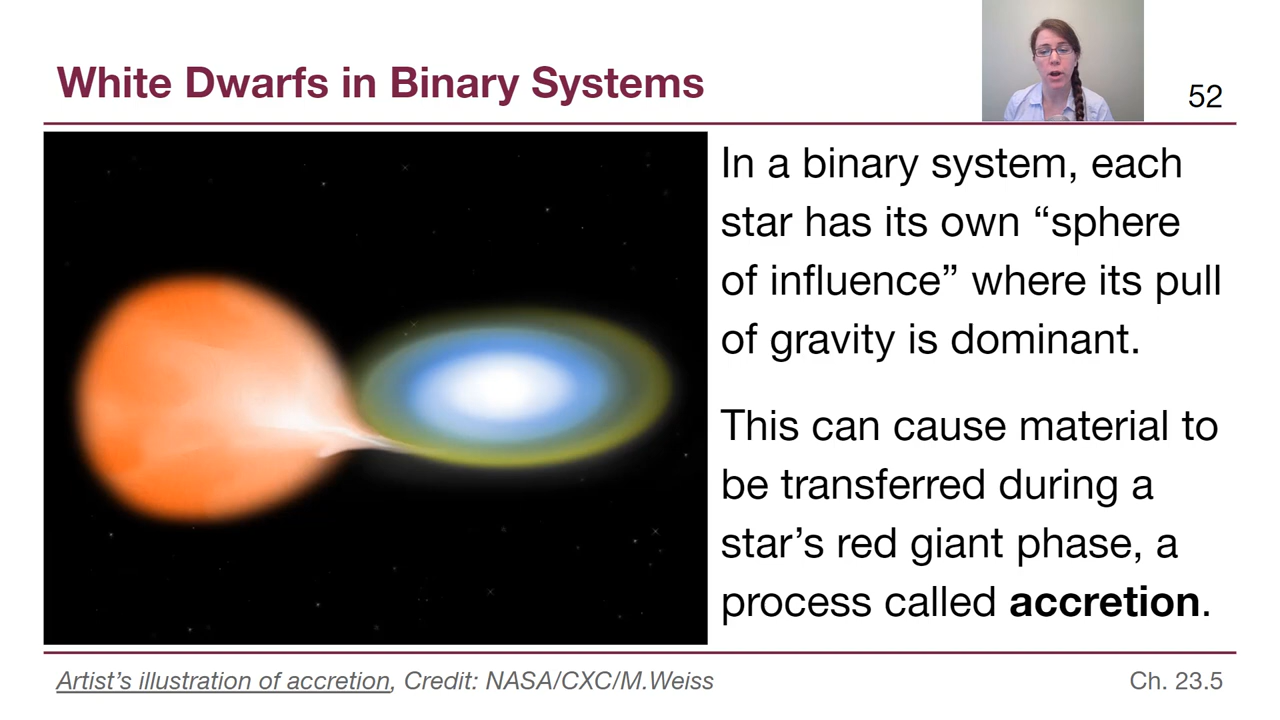 White Dwarfs in Binary Systems
52
In a binary system, each
star has its own “sphere
of influence” where its pull
of gravity is dominant.
This can cause material to
be transferred during a
star’s red giant phase, a
process called accretion.
Artist’s illustration of accretion, Credit: NASA/CXC/M.Weiss
Ch. 23.5